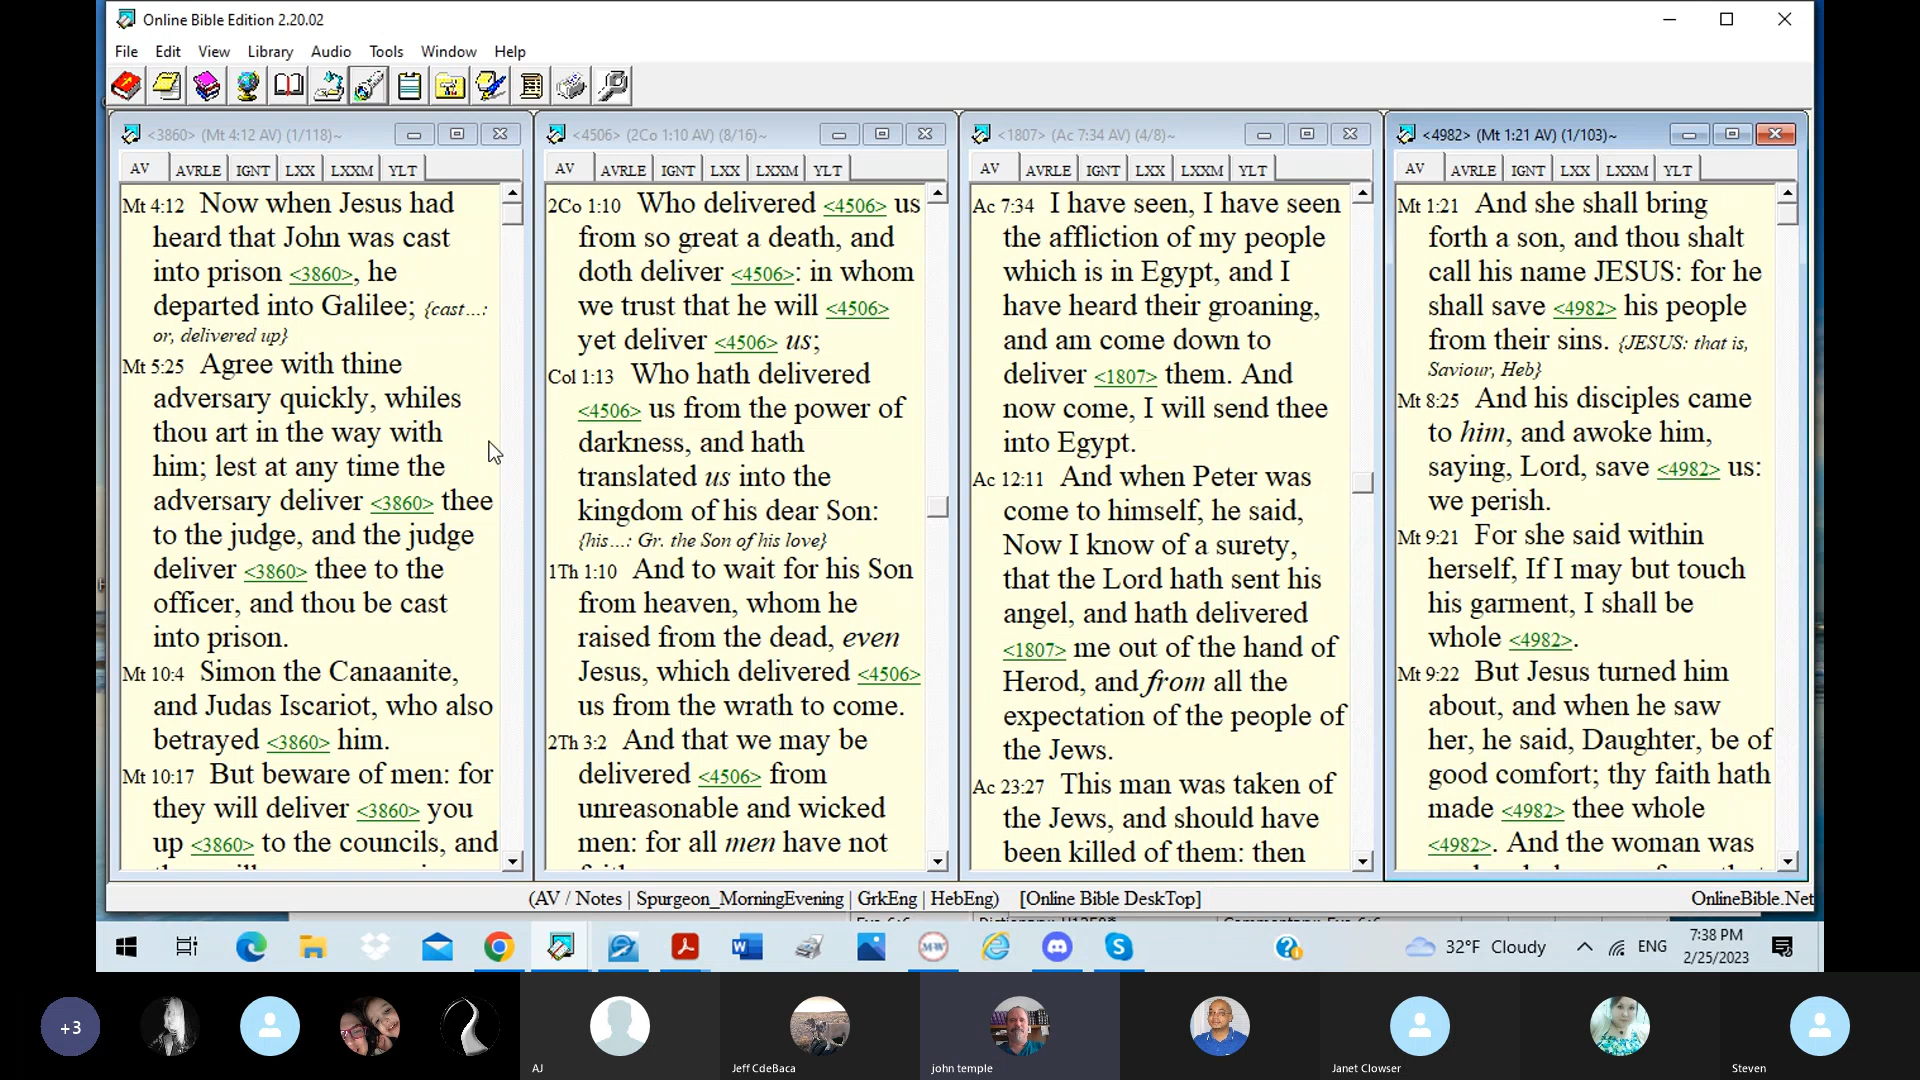 Online Bible Edition 2.20.02
File Edit View Library Audio Tools Window Help
<3860> (Mt 4:12 AV) (1/118)~
AV AVRLE IGNT LXX LXXM YLT
Mt 4:12 Now when Jesus had
heard that John was cast
into prison <3860>, he
departed into Galilee; {cast...:
or, delivered up}
Mt 5:25 Agree with thine
adversary quickly, whiles
thou art in the way with
him; lest at any time the
adversary deliver <3860> thee
to the judge, and the judge
deliver <3860> thee to the
officer, and thou be cast
into prison.
Mt 10:4 Simon the Canaanite,
and Judas Iscariot, who also
betrayed <3860> him.
Mt 10:17 But beware of men: for
they will deliver <3860> you
up <3860> to the councils, and
<4506> (2Co 1:10 AV) (8/16)~
AV AVRLE IGNT LXX LXXM YLT
2Co 1:10 Who delivered <4506> us
from so great a death, and
doth deliver <4506>: in whom
we trust that he will <4506>
yet deliver <4506> us;
Col 1:13 Who hath delivered
<4506> us from the power of
darkness, and hath
translated us into the
kingdom of his dear Son:
{his...: Gr. the Son of his love}
1Th 1:10 And to wait for his Son
from heaven, whom he
raised from the dead, even
Jesus, which delivered <4506>
us from the wrath to come.
2Th 3:2 And that we may be
delivered <4506> from
unreasonable and wicked
men: for all men have not
<1807> (Ac 7:34 AV) (4/8)~
AV AVRLE IGNT LXX LXXM YLT
Ac 7:34 I have seen, I have seen
the affliction of my people
which is in Egypt, and I
have heard their groaning,
and am come down to
deliver <1807> them. And
now come, I will send thee
into Egypt.
Ac 12:11 And when Peter was
come to himself, he said,
Now I know of a surety,
that the Lord hath sent his
angel, and hath delivered
<1807> me out of the hand of
Herod, and from all the
expectation of the people of
the Jews.
Ac 23:27 This man was taken of
the Jews, and should have
been killed of them: then
<4982> (Mt 1:21 AV) (1/103)~
AV AVRLE IGNT LXX LXXM YLT
Mt 1:21 And she shall bring
forth a son, and thou shalt
call his name JESUS: for he
shall save <4982> his people
from their sins. {JESUS: that is,
Saviour, Heb}
Mt 8:25 And his disciples came
to him, and awoke him,
saying, Lord, save <4982> us:
we perish.
Mt 9:21 For she said within
herself, If I may but touch
his garment, I shall be
whole <4982>.
Mt 9:22 But Jesus turned him
about, and when he saw
her, he said, Daughter, be of
good comfort; thy faith hath
made <4982> thee whole
<4982>. And the woman was
(AV / Notes | Spurgeon_MorningEvening | GrkEng | HebEng) [Online Bible DeskTop] OnlineBible.Net
32°F Cloudy ENG 7:38 PM
2/25/2023
+3
AJ
Jeff CdeBaca
john temple
Janet Clowser
Steven